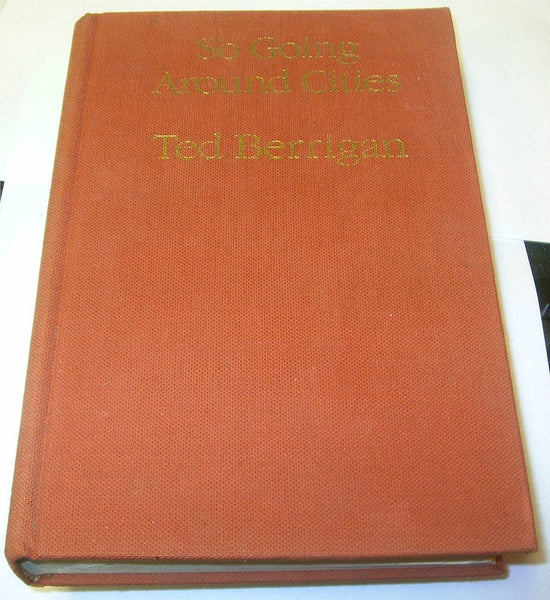 So Going
Around Cities
Ted Berrigan